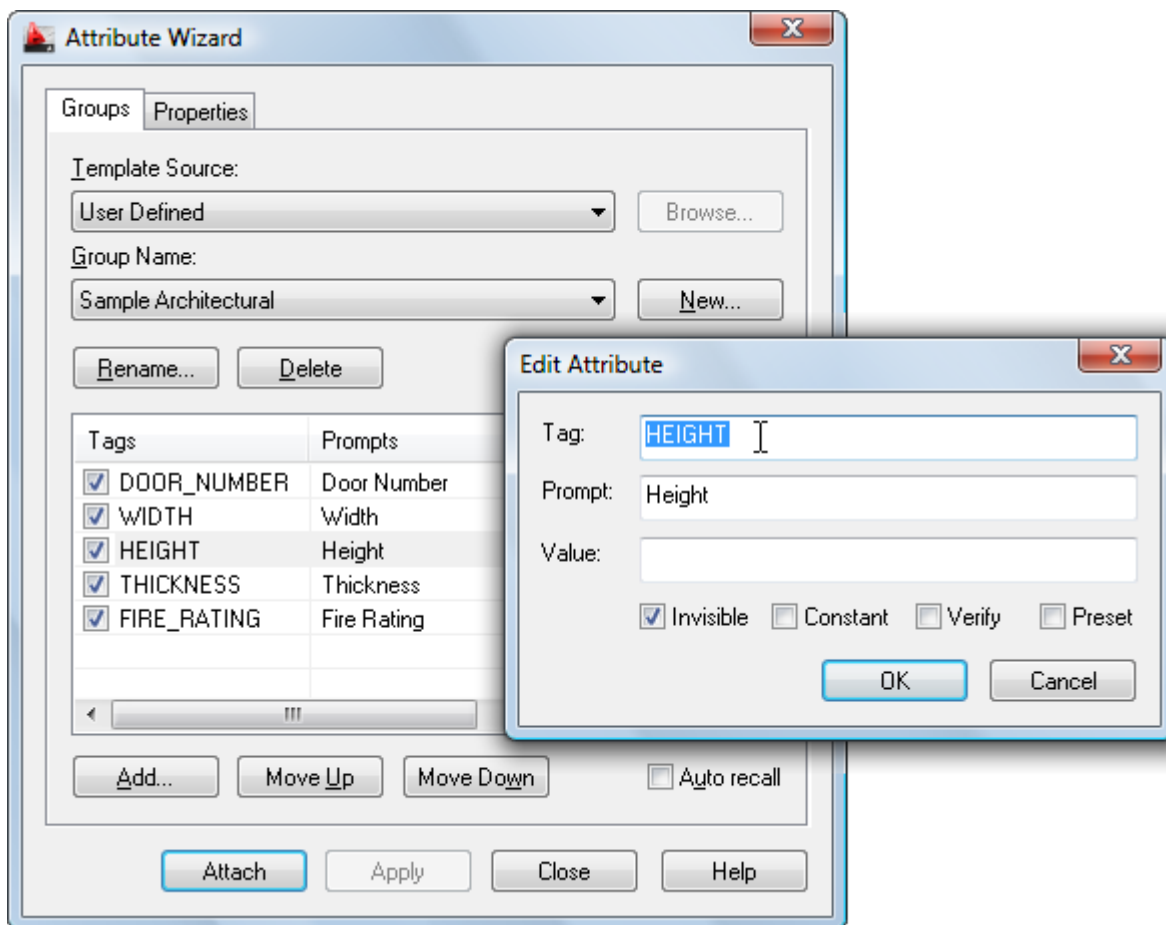 Attribute Wizard
Groups Properties
Template Source:
User Defined Browse...
Group Name:
Sample Architectural New...
Rename... Delete
Tags Prompts
DOOR_NUMBER Door Number
WIDTH Width
HEIGHT Height
THICKNESS Thickness
FIRE_RATING Fire Rating
Add... Move Up Move Down Auto recall
Attach Apply Close Help
Edit Attribute
Tag: HEIGHT
Prompt: Height
Value:
Invisible Constant Verify Preset
OK Cancel